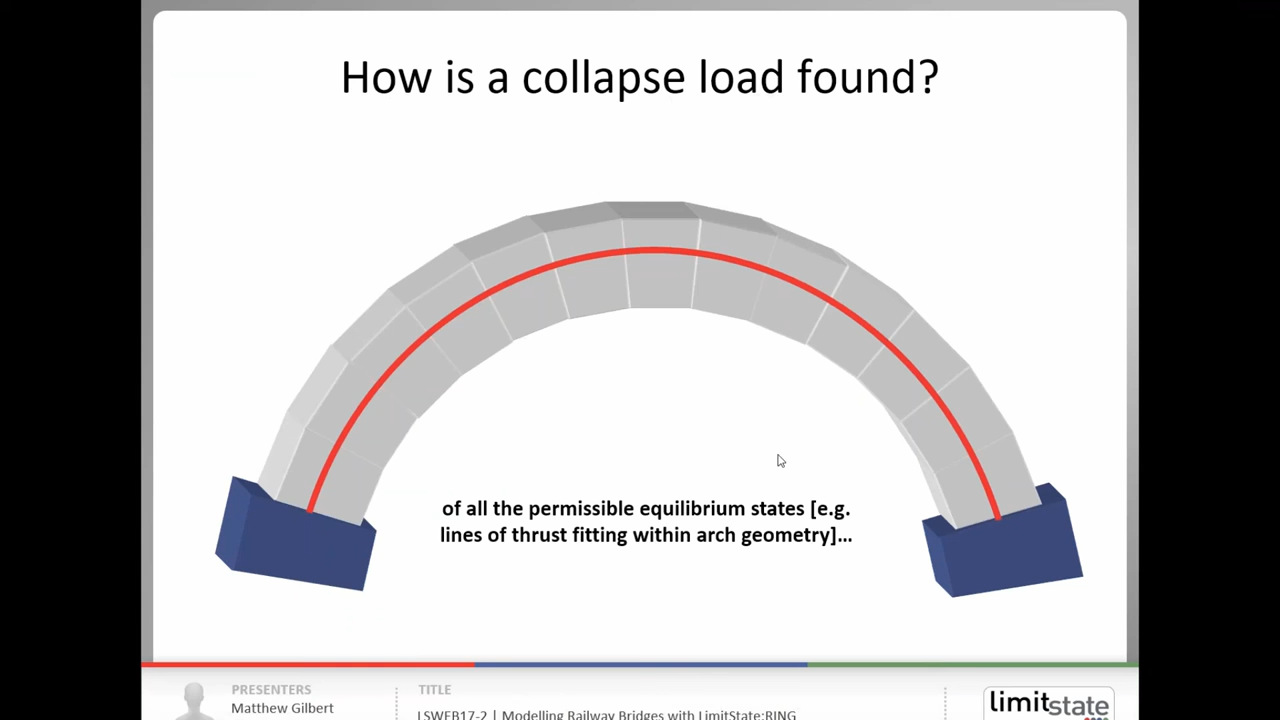 How is a collapse load found?
of all the permissible equilibrium states [e.g.
lines of thrust fitting within arch geometry]...
PRESENTERS
Matthew Gilbert
TITLE
LSWEB17-2 | Modelling Railway Bridges with LimitState:RING
limitstate